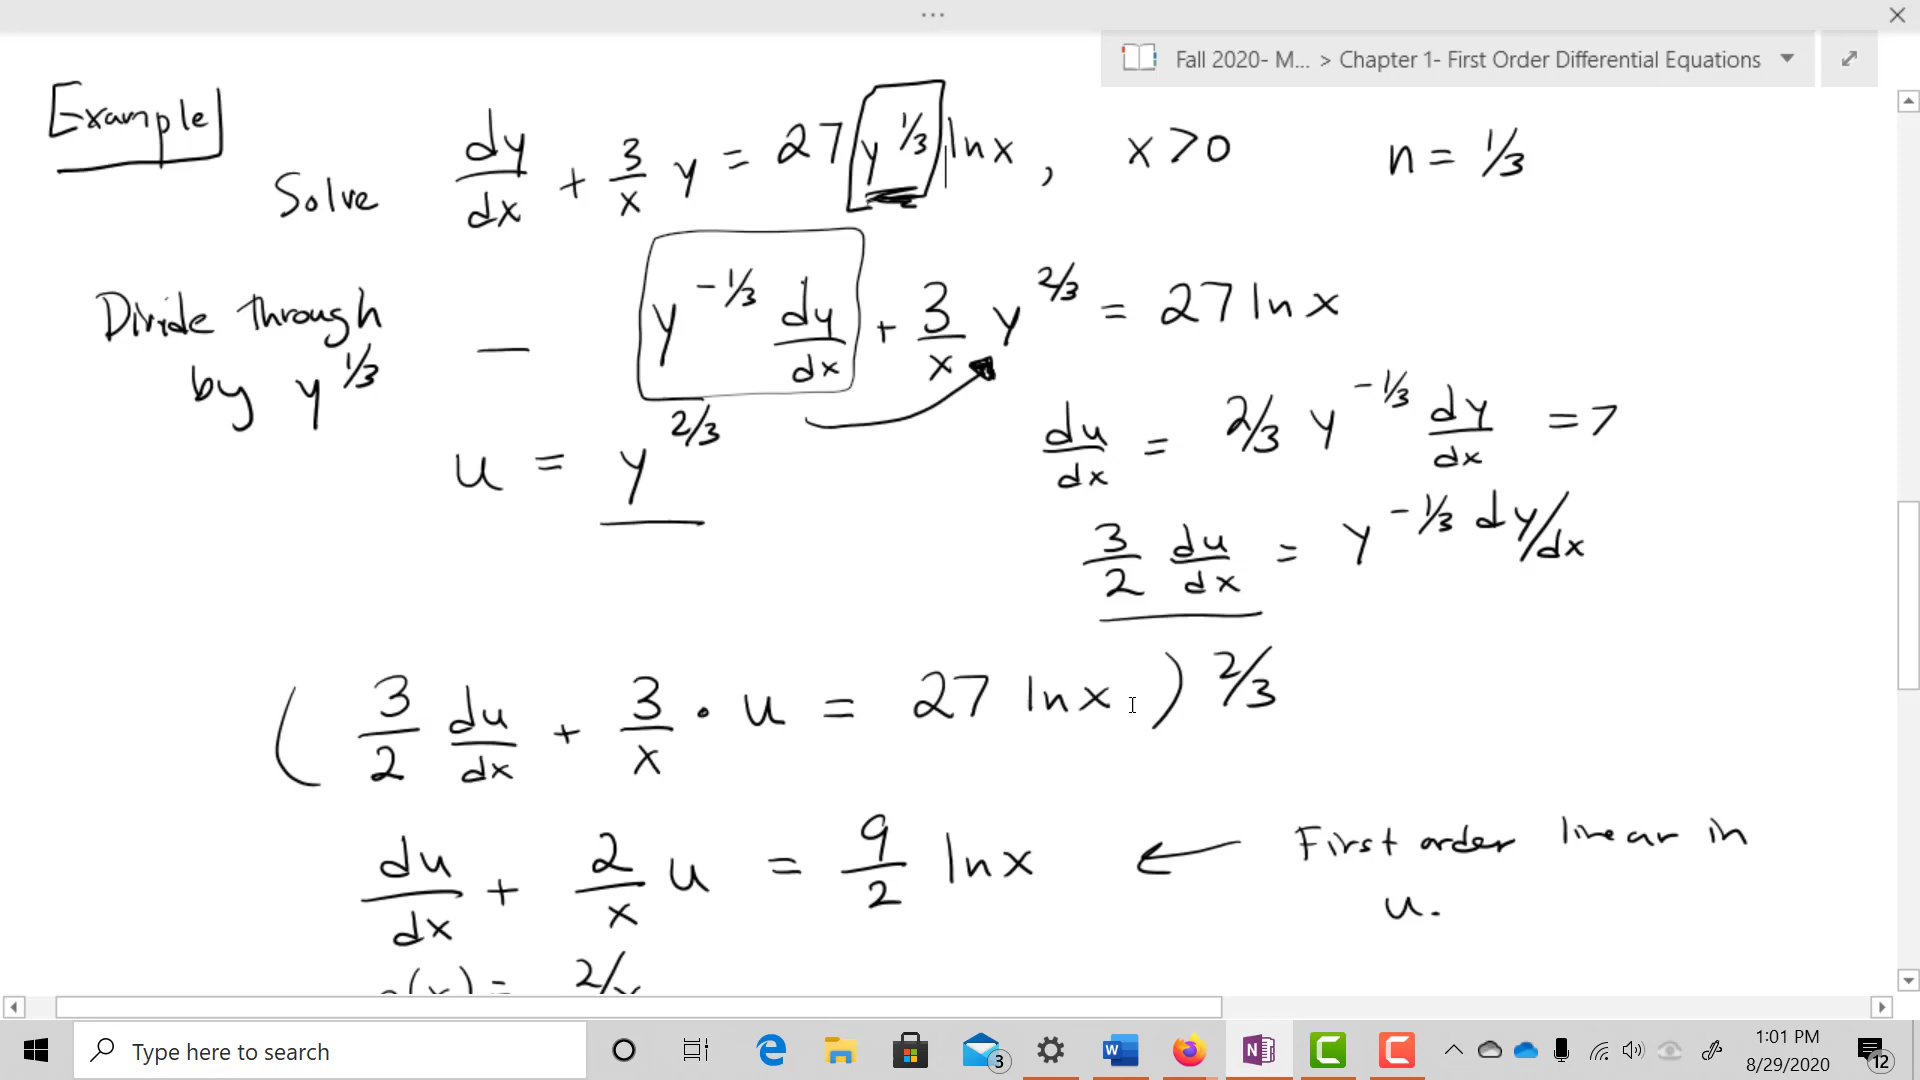 ...
Fall 2020- M... > Chapter 1- First Order Differential Equations
Example
Solve dy/dx + 3/x y = 27 y^1/3 ln x , x > 0 n = 1/3
Divide through by y^1/3 — y^-1/3 dy/dx + 3/x y^2/3 = 27 ln x
u = y^2/3
du/dx = 2/3 y^-1/3 dy/dx =7
3/2 du/dx = y^-1/3 dy/dx
( 3/2 du/dx + 3/x • u = 27 ln x ) 2/3
du/dx + 2/x u = 9/2 ln x ← First order linear in
u.
2/x
Type here to search
3
1:01 PM
8/29/2020
12